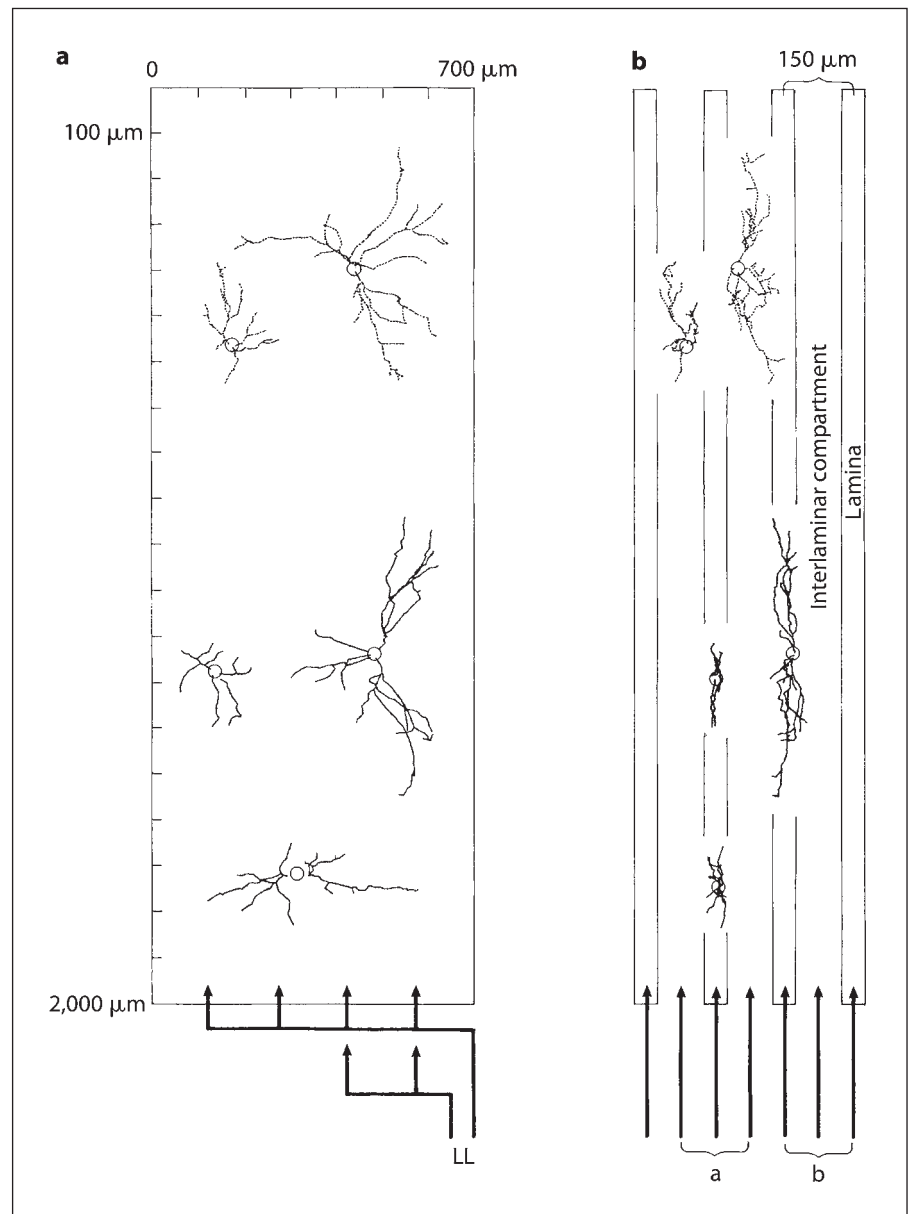 a
0
700 μm
100 μm
2,000 μm
LL
b
150 μm
Interlaminar compartment
Lamina
a
b